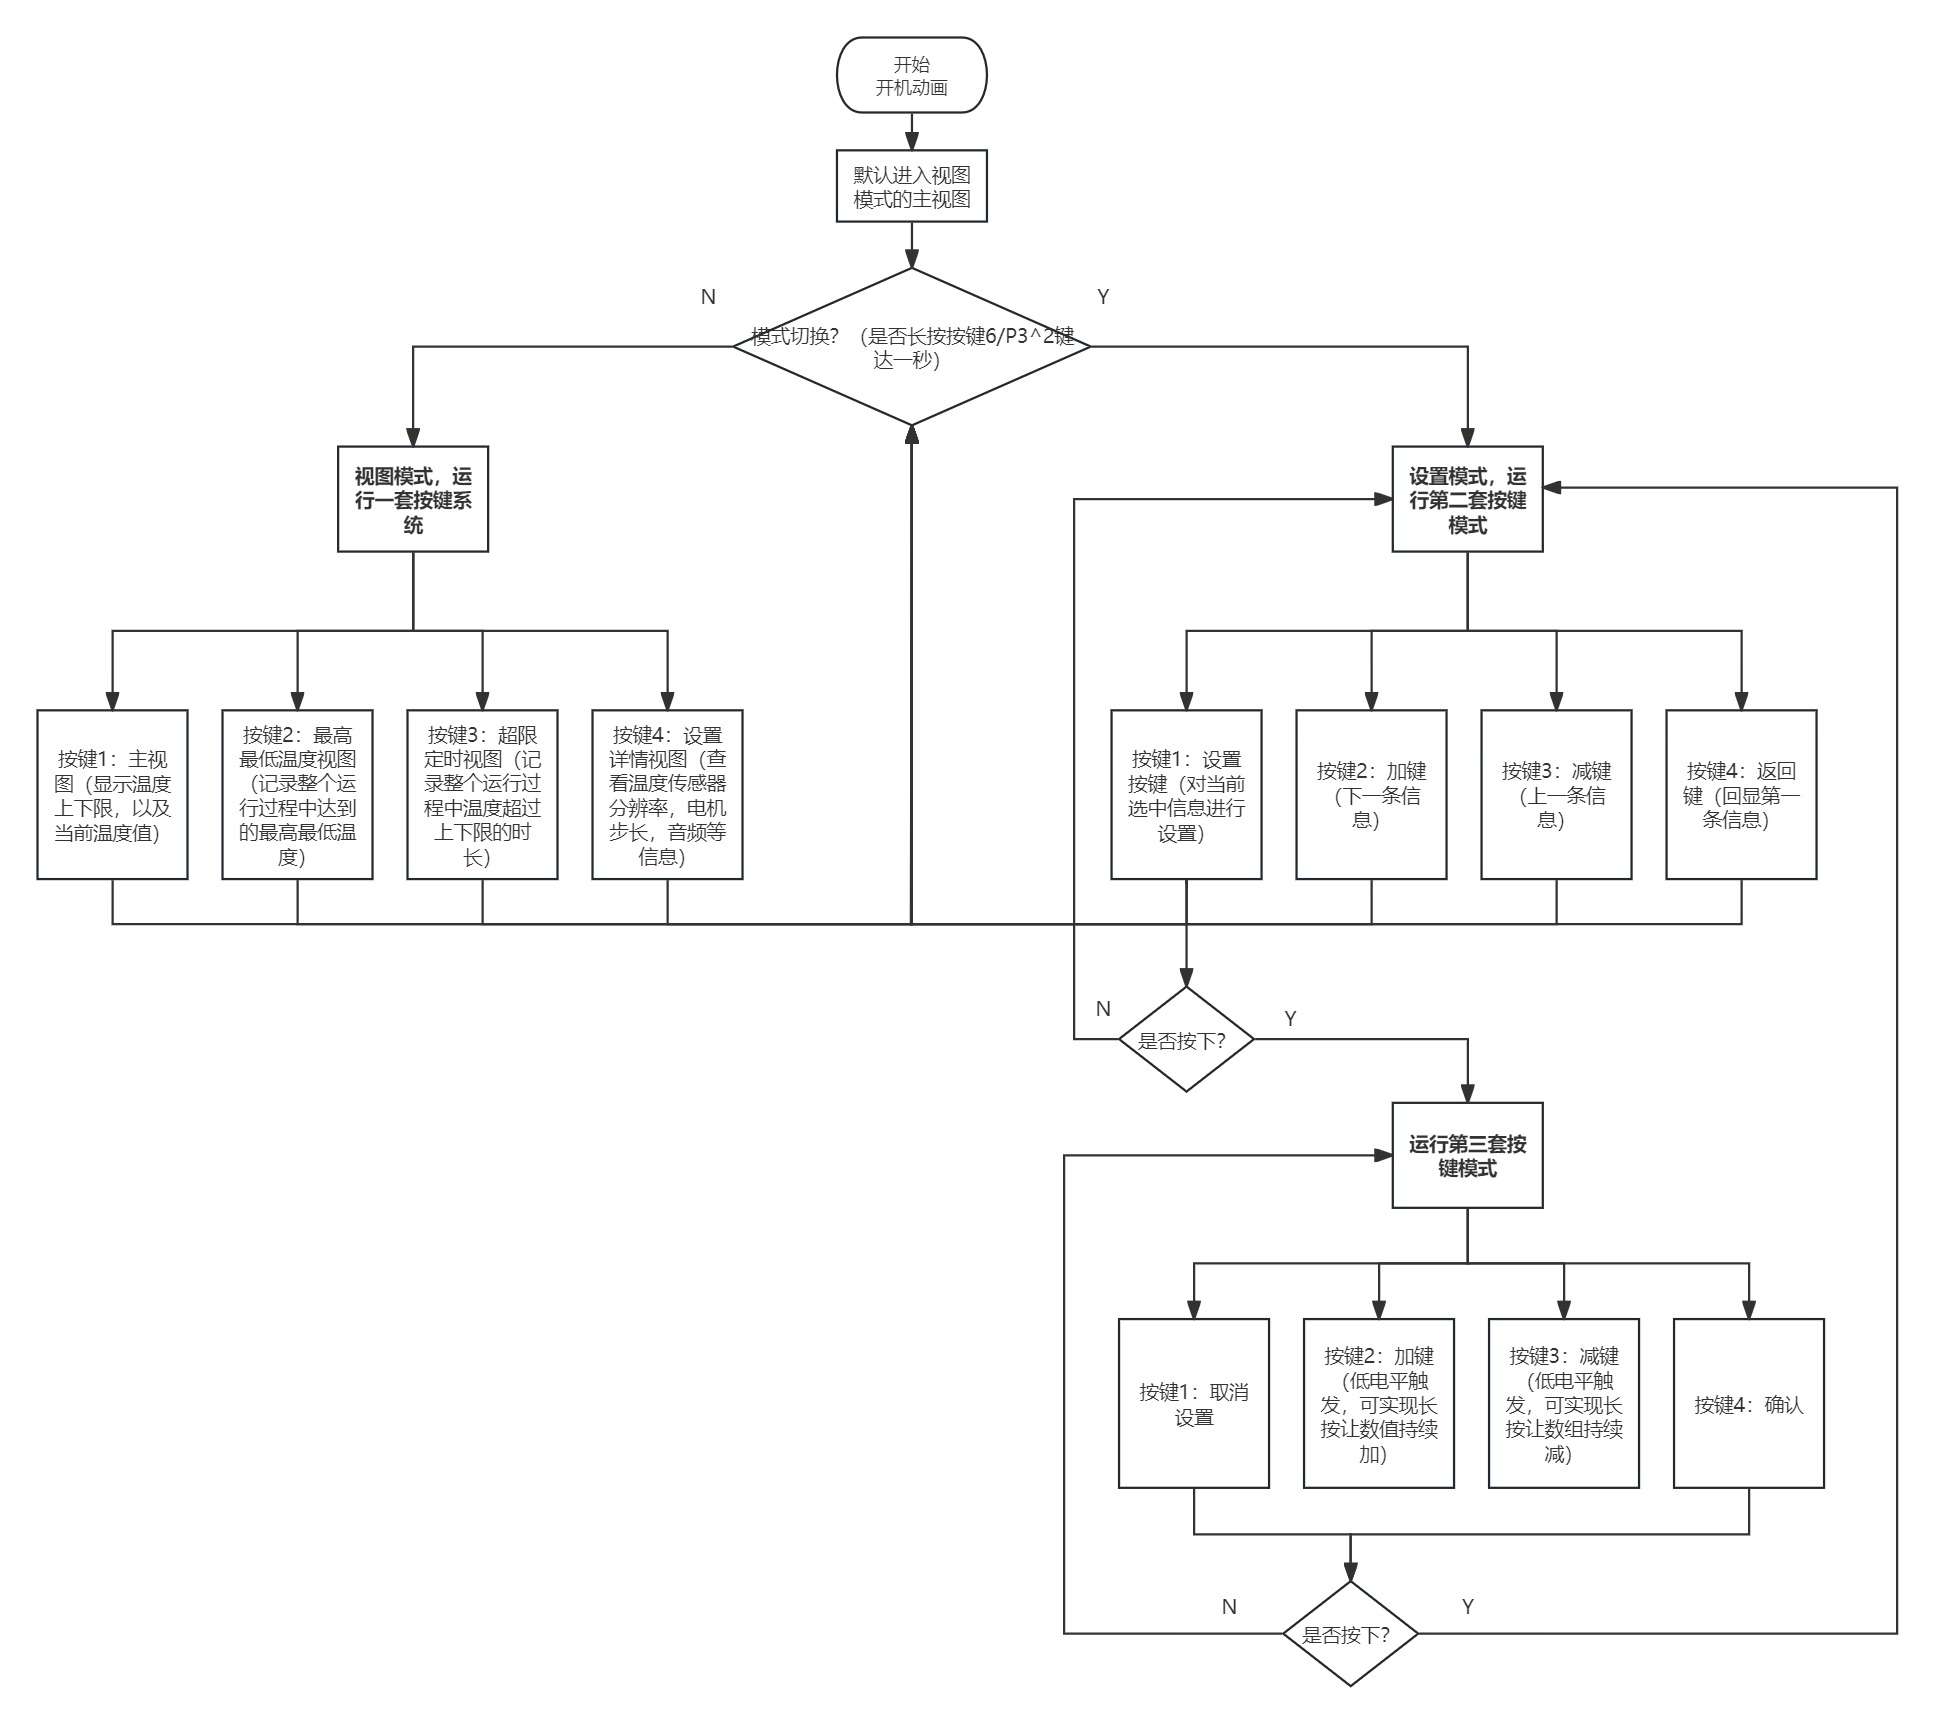 开始
开机动画
默认进入视图
模式的主视图
N
Y
模式切换？（是否长按按键6/P3^2键
达一秒）
视图模式，运
行一套按键系
统
设置模式，运
行第二套按键
模式
按键1：主视
图（显示温度
上下限，以及
当前温度值）
按键2：最高
最低温度视图
（记录整个运
行过程中达到
的最高最低温
度）
按键3：超限
定时视图（记
录整个运行过
程中温度超过
上下限的时
长）
按键4：设置
详情视图（查
看温度传感器
分辨率，电机
步长，音频等
信息）
按键1：设置
按键（对当前
选中信息进行
设置）
按键2：加键
（下一条信
息）
按键3：减键
（上一条信
息）
按键4：返回
键（回显第一
条信息）
N
Y
是否按下？
运行第三套按
键模式
按键1：取消
设置
按键2：加键
（低电平触
发，可实现长
按让数值持续
加）
按键3：减键
（低电平触
发，可实现长
按让数组持续
减）
按键4：确认
N
Y
是否按下？